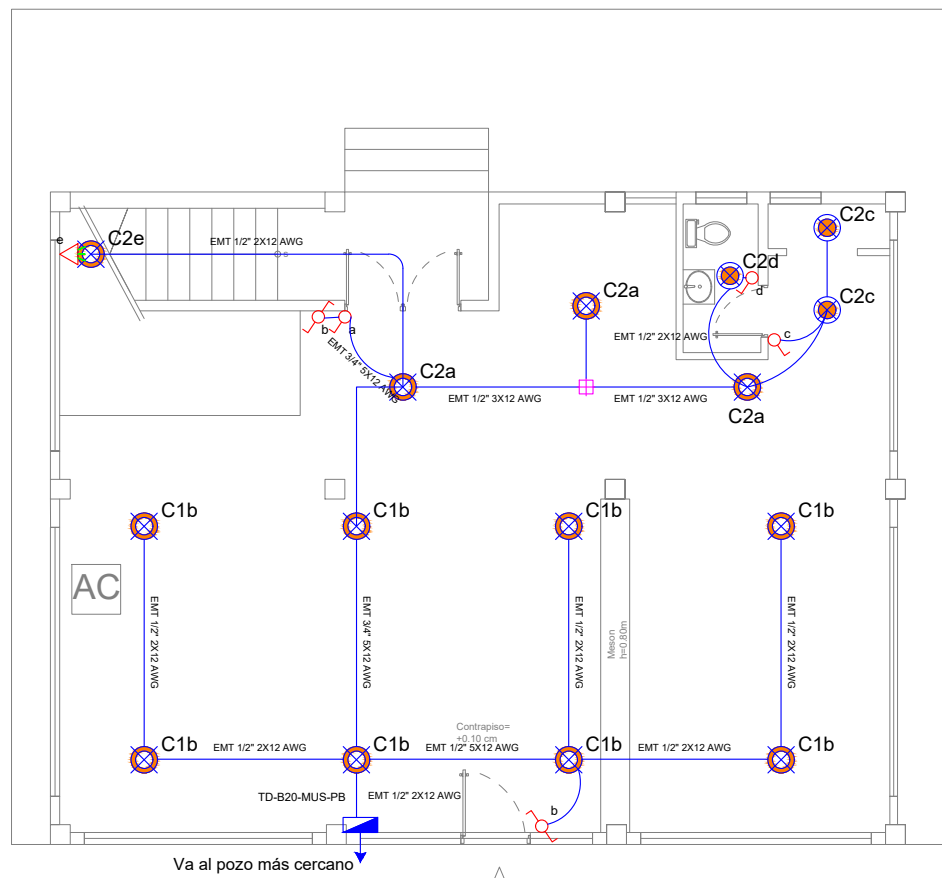 C2c
C2e
e
EMT 1/2" 2X12 AWG
s
C2d
d
C2a
C2c
b
a
EMT 3/4" 5X12 AWG
EMT 1/2" 2X12 AWG
c
C2a
EMT 1/2" 3X12 AWG
EMT 1/2" 3X12 AWG
C2a
C1b
C1b
C1b
C1b
AC
EMT 1/2" 2X12 AWG
EMT 3/4" 5X12 AWG
EMT 1/2" 2X12 AWG
Meson
h=0.80m
EMT 1/2" 2X12 AWG
Contrapiso=
+0.10 cm
C1b
EMT 1/2" 2X12 AWG
C1b
EMT 1/2" 5X12 AWG
C1b
EMT 1/2" 2X12 AWG
C1b
TD-B20-MUS-PB
EMT 1/2" 2X12 AWG
b
Va al pozo más cercano